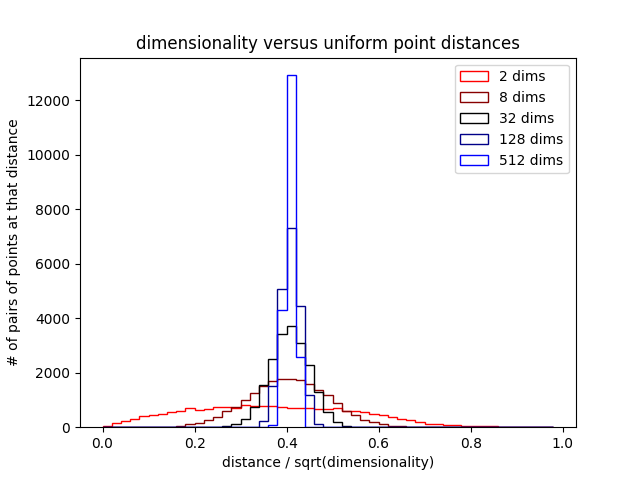 dimensionality versus uniform point distances
2 dims
8 dims
32 dims
128 dims
512 dims
# of pairs of points at that distance
12000
10000
8000
6000
4000
2000
0
0.0 0.2 0.4 0.6 0.8 1.0
distance / sqrt(dimensionality)